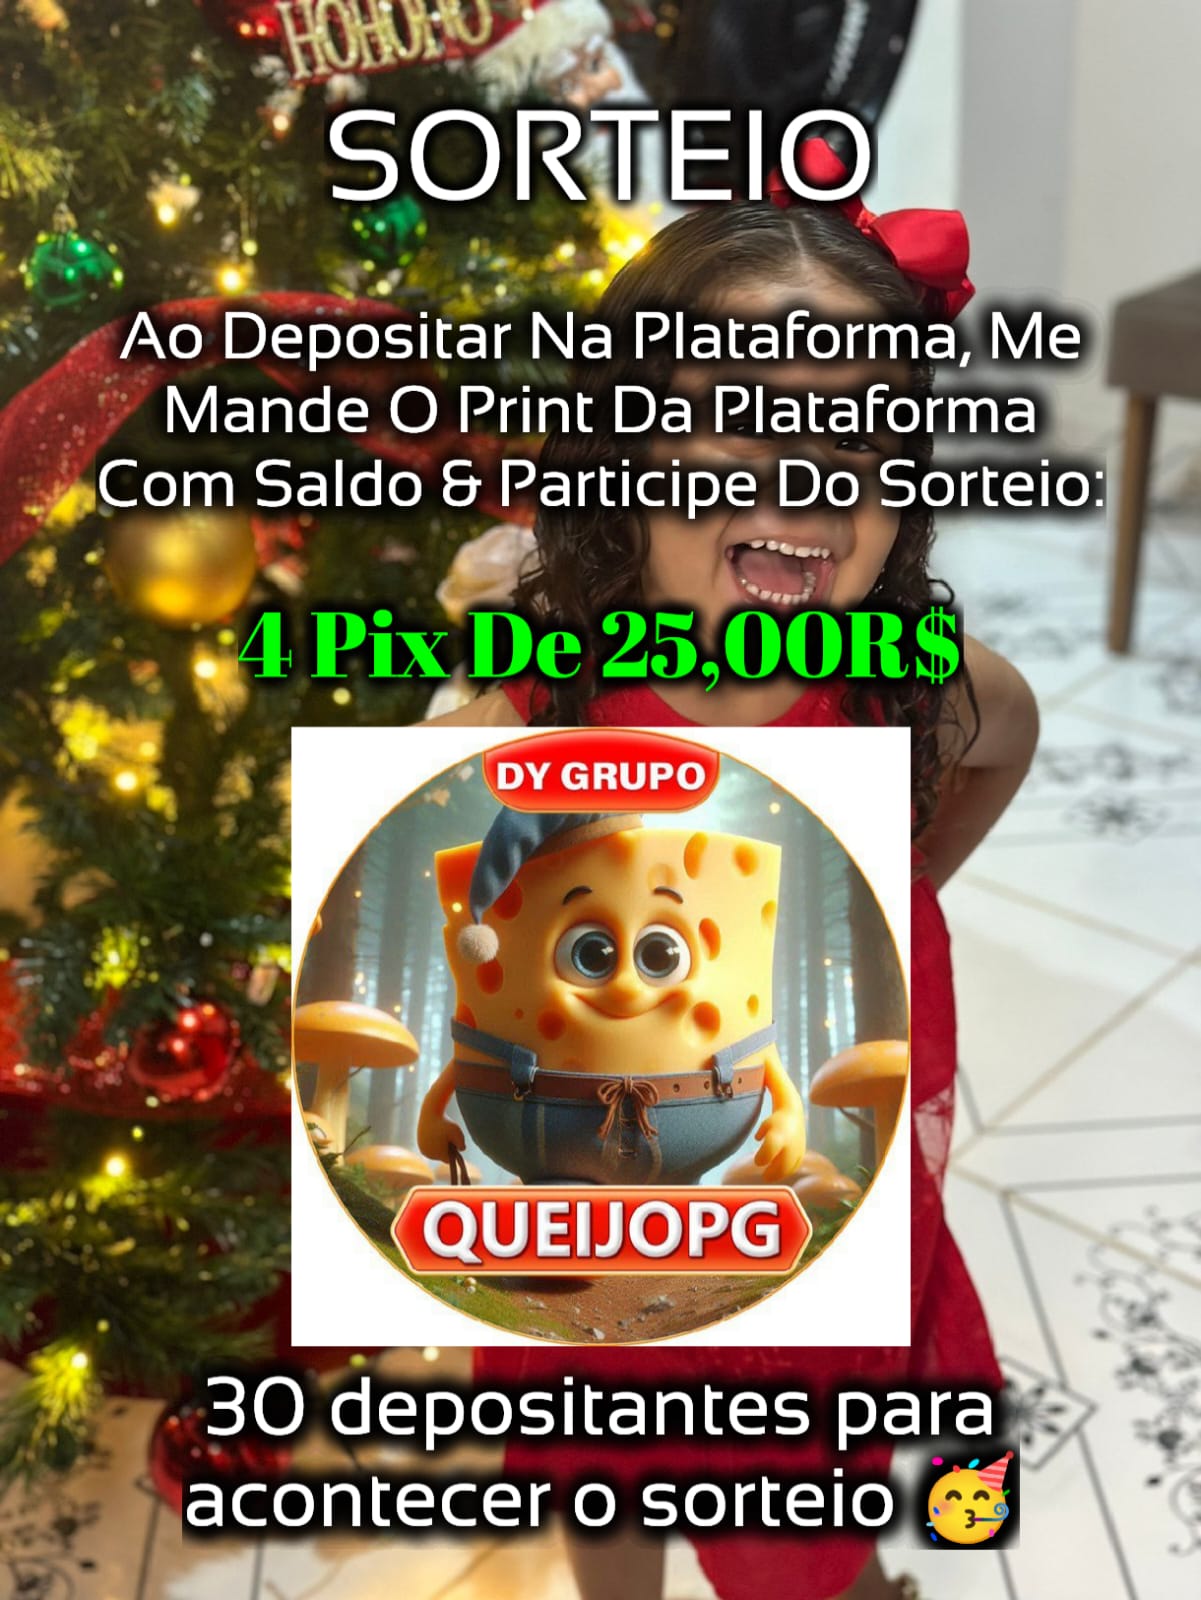 HOHOHO
SORTEIO
Ao Depositar Na Plataforma, Me
Mande O Print Da Plataforma
Com Saldo & Participe Do Sorteio:
4 Pix De 25,00R$
DY GRUPO
QUEIJOPG
30 depositantes para
acontecer o sorteio 🥳